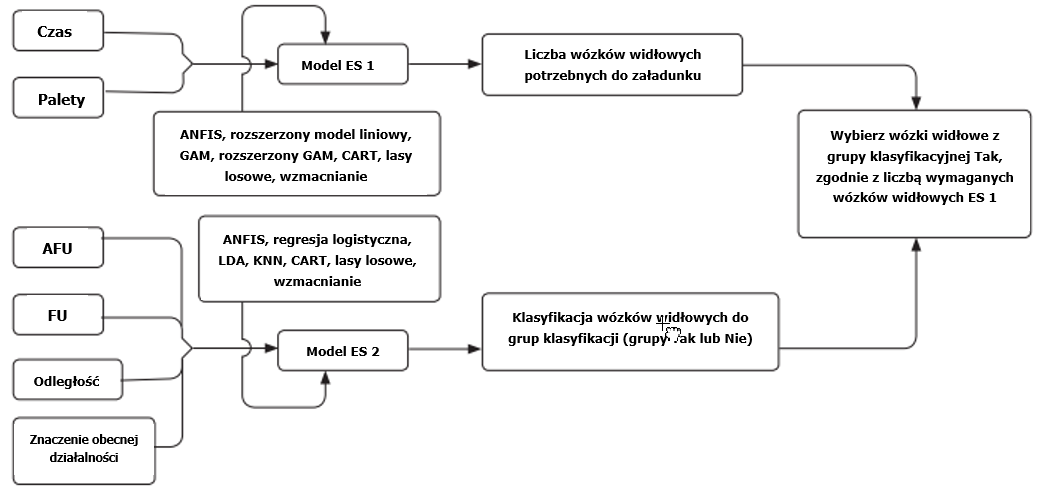 Czas
Palety
Model ES 1
Liczba wózków widłowych
potrzebnych do załadunku
ANFIS, rozszerzony model liniowy,
GAM, rozszerzony GAM, CART, lasy
losowe, wzmacnianie
Wybierz wózki widłowe z
grupy klasyfikacyjnej Tak,
zgodnie z liczbą wymaganych
wózków widłowych ES 1
AFU
FU
Odległość
Znaczenie obecnej
działalności
ANFIS, regresja logistyczna,
LDA, KNN, CART, lasy losowe,
wzmacnianie
Model ES 2
Klasyfikacja wózków widłowych do
grup klasyfikacji (grupy Tak lub Nie)